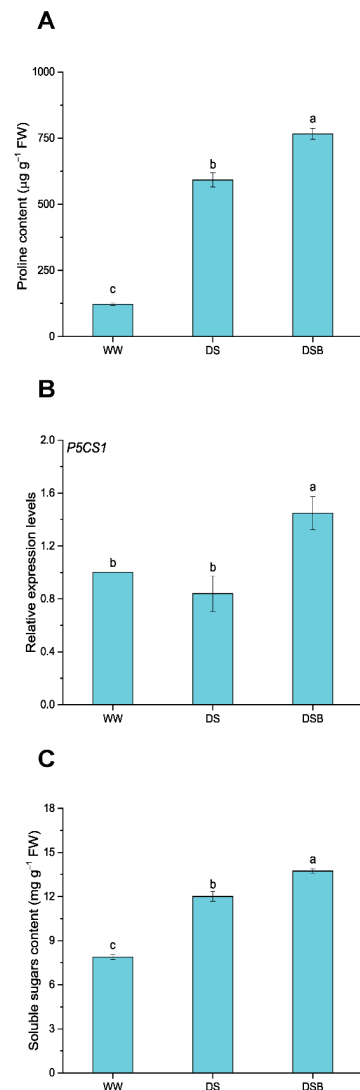 A
1000
750
500
250
0
Proline content (μg g⁻¹ FW)
c
b
a
WW DS DSB
B
P5CS1
2.0
1.6
1.2
0.8
0.4
0.0
Relative expression levels
b
b
a
WW DS DSB
C
18
15
12
9
6
3
0
Soluble sugars content (mg g⁻¹ FW)
c
b
a
WW DS DSB